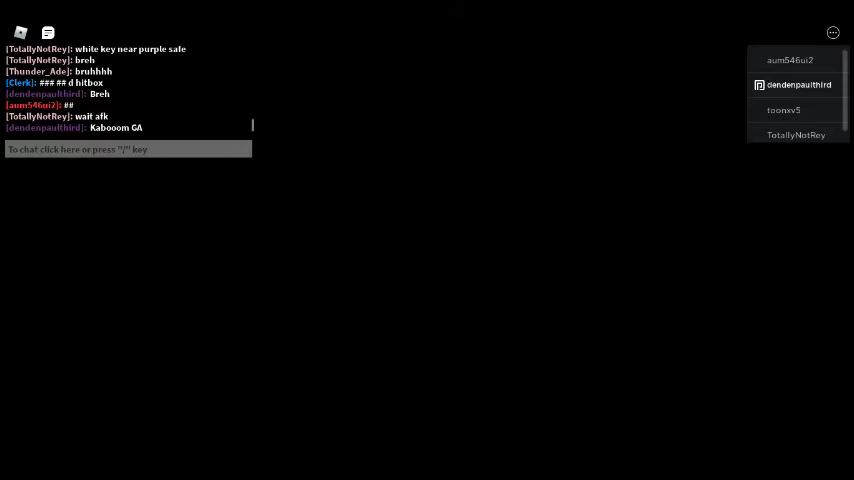 [TotallyNotRey]: white key near purple safe
[TotallyNotRey]: breh
[Thunder_Ade]: bruhhhh
[Clerk]: ### ## d hitbox
[dendenpaulthird]: Breh
[aum546ui2]: ##
[TotallyNotRey]: wait afk
[dendenpaulthird]: Kabooom GA
To chat click here or press "/" key
aum546ui2
dendenpaulthird
toonxv5
TotallyNotRey